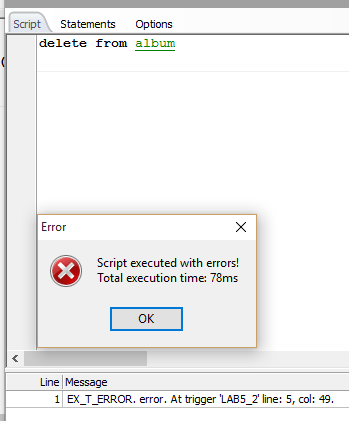 Script Statements Options
delete from album
Error
Script executed with errors!
Total execution time: 78ms
OK
Line Message
1 EX_T_ERROR. error. At trigger 'LAB5_2' line: 5, col: 49.